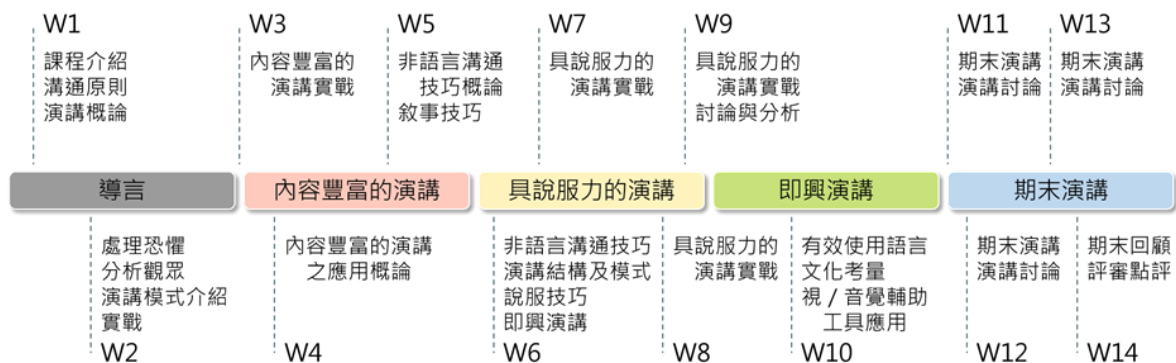 W1
課程介紹
溝通原則
演講概論
W3
內容豐富的
演講實戰
W5
非語言溝通
技巧概論
敘事技巧
W7
具說服力的
演講實戰
W9
具說服力的
演講實戰
討論與分析
W11
期末演講
演講討論
W13
期末演講
演講討論
導言
內容豐富的演講
具說服力的演講
即興演講
期末演講
處理恐懼
分析觀眾
演講模式介紹
實戰
W2
內容豐富的演講
之應用概論
W4
非語言溝通技巧
演講結構及模式
說服技巧
即興演講
W6
具說服力的
演講實戰
W8
有效使用語言
文化考量
視 / 音覺輔助
工具應用
W10
期末演講
演講討論
W12
期末回顧
評審點評
W14